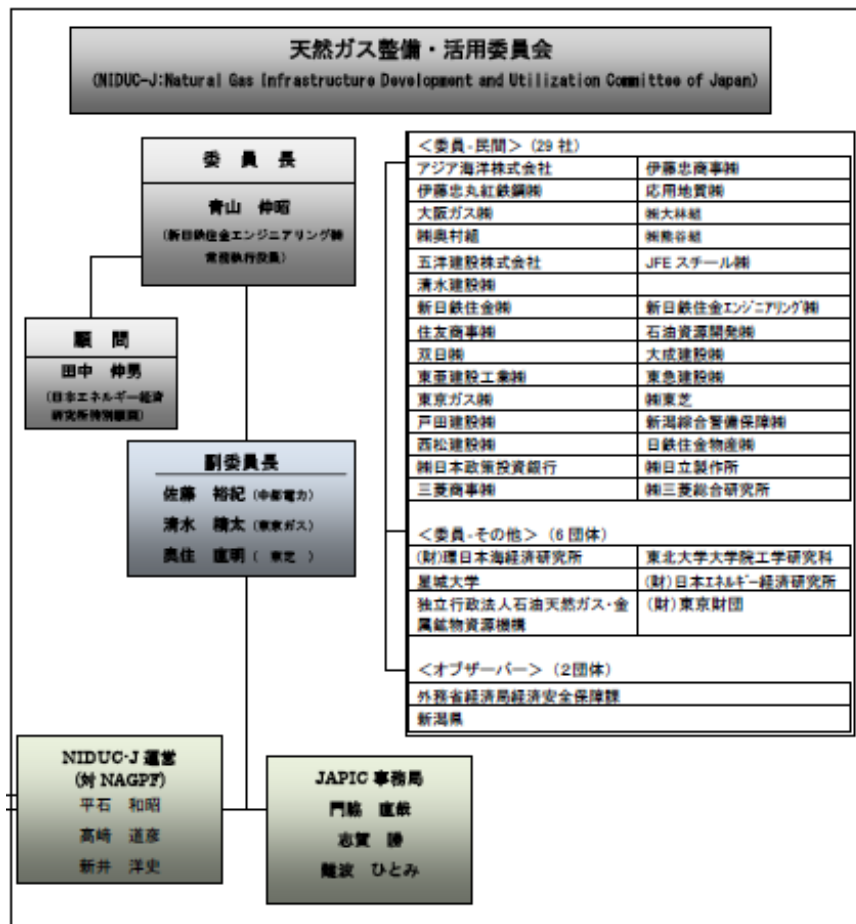 天然ガス整備・活用委員会
(NIDUC-J:Natural Gas Infrastructure Development and Utilization Committee of Japan)
委 員 長
青山 伸昭
(新日鉄住金エンジニアリング㈱
常務執行役員)
顧 問
田中 伸男
(日本エネルギー経済
研究所特別顧問)
副委員長
佐藤 裕紀(中部電力)
清水 精太(東京ガス)
奥住 直明( 東芝 )
NIDUC-J 運営
(対 NAGPF)
平石 和昭
高崎 道彦
新井 洋史
JAPIC 事務局
門脇 直哉
志賀 勝
難波 ひとみ
<委員-民間> (29 社)
アジア海洋株式会社 伊藤忠商事㈱
伊藤忠丸紅鉄鋼㈱ 応用地質㈱
大阪ガス㈱ ㈱大林組
㈱奥村組 ㈱熊谷組
五洋建設株式会社 JFE スチール㈱
清水建設㈱
新日鉄住金㈱ 新日鉄住金エンジニアリング㈱
住友商事㈱ 石油資源開発㈱
双日㈱ 大成建設㈱
東亜建設工業㈱ 東急建設㈱
東京ガス㈱ ㈱東芝
戸田建設㈱ 新潟綜合警備保障㈱
西松建設㈱ 日鉄住金物産㈱
㈱日本政策投資銀行 ㈱日立製作所
三菱商事㈱ ㈱三菱総合研究所
<委員-その他> (6 団体)
(財)環日本海経済研究所 東北大学大学院工学研究科
星城大学 (財)日本エネルギー経済研究所
独立行政法人石油天然ガス・金 (財)東京財団
属鉱物資源機構
<オブザーバー> (2団体)
外務省経済局経済安全保障課
新潟県